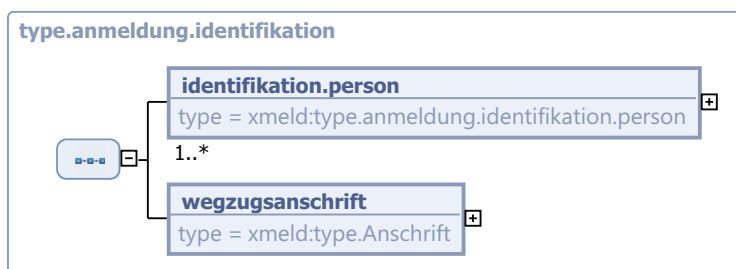 type.anmeldung.identifikation
identifikation.person
type = xmeld:type.anmeldung.identifikation.person
1..*
wegzugsanschrift
type = xmeld:type.Anschrift